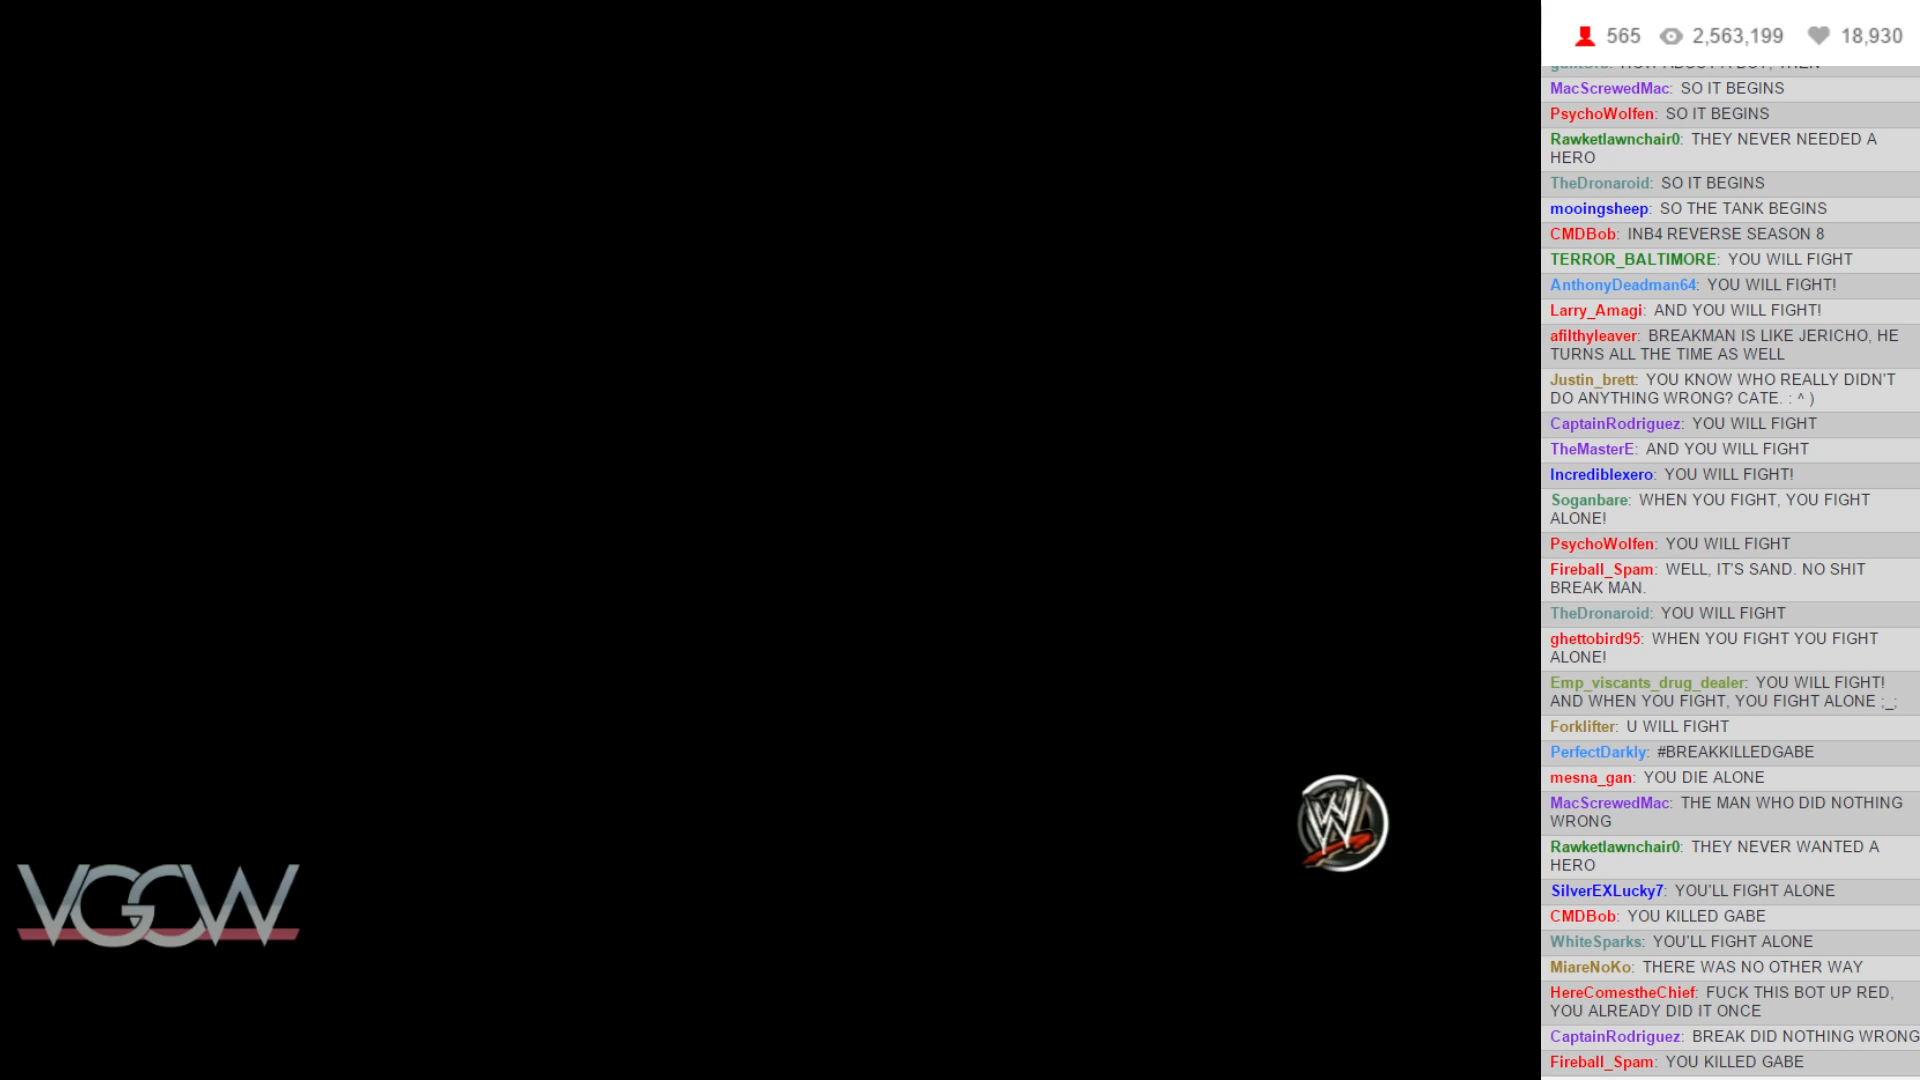 565 2,563,199 18,930
MacScrewedMac: SO IT BEGINS
PsychoWolfen: SO IT BEGINS
Rawketlawnchair0: THEY NEVER NEEDED A
HERO
TheDronaroid: SO IT BEGINS
mooingsheep: SO THE TANK BEGINS
CMDBob: INB4 REVERSE SEASON 8
TERROR_BALTIMORE: YOU WILL FIGHT
AnthonyDeadman64: YOU WILL FIGHT!
Larry_Amagi: AND YOU WILL FIGHT!
afilthyleaver: BREAKMAN IS LIKE JERICHO, HE
TURNS ALL THE TIME AS WELL
Justin_brett: YOU KNOW WHO REALLY DIDN'T
DO ANYTHING WRONG? CATE. : ^ )
CaptainRodriguez: YOU WILL FIGHT
TheMasterE: AND YOU WILL FIGHT
Incrediblexero: YOU WILL FIGHT!
Soganbare: WHEN YOU FIGHT, YOU FIGHT
ALONE!
PsychoWolfen: YOU WILL FIGHT
Fireball_Spam: WELL, IT'S SAND. NO SHIT
BREAK MAN.
TheDronaroid: YOU WILL FIGHT
ghettobird95: WHEN YOU FIGHT YOU FIGHT
ALONE!
Emp_viscants_drug_dealer: YOU WILL FIGHT!
AND WHEN YOU FIGHT, YOU FIGHT ALONE ;_;
Forklifter: U WILL FIGHT
PerfectDarkly: #BREAKKILLEDGABE
mesna_gan: YOU DIE ALONE
MacScrewedMac: THE MAN WHO DID NOTHING
WRONG
Rawketlawnchair0: THEY NEVER WANTED A
HERO
SilverEXLucky7: YOU'LL FIGHT ALONE
CMDBob: YOU KILLED GABE
WhiteSparks: YOU'LL FIGHT ALONE
MiareNoKo: THERE WAS NO OTHER WAY
HereComestheChief: FUCK THIS BOT UP RED,
YOU ALREADY DID IT ONCE
CaptainRodriguez: BREAK DID NOTHING WRONG
Fireball_Spam: YOU KILLED GABE
VGCW
W